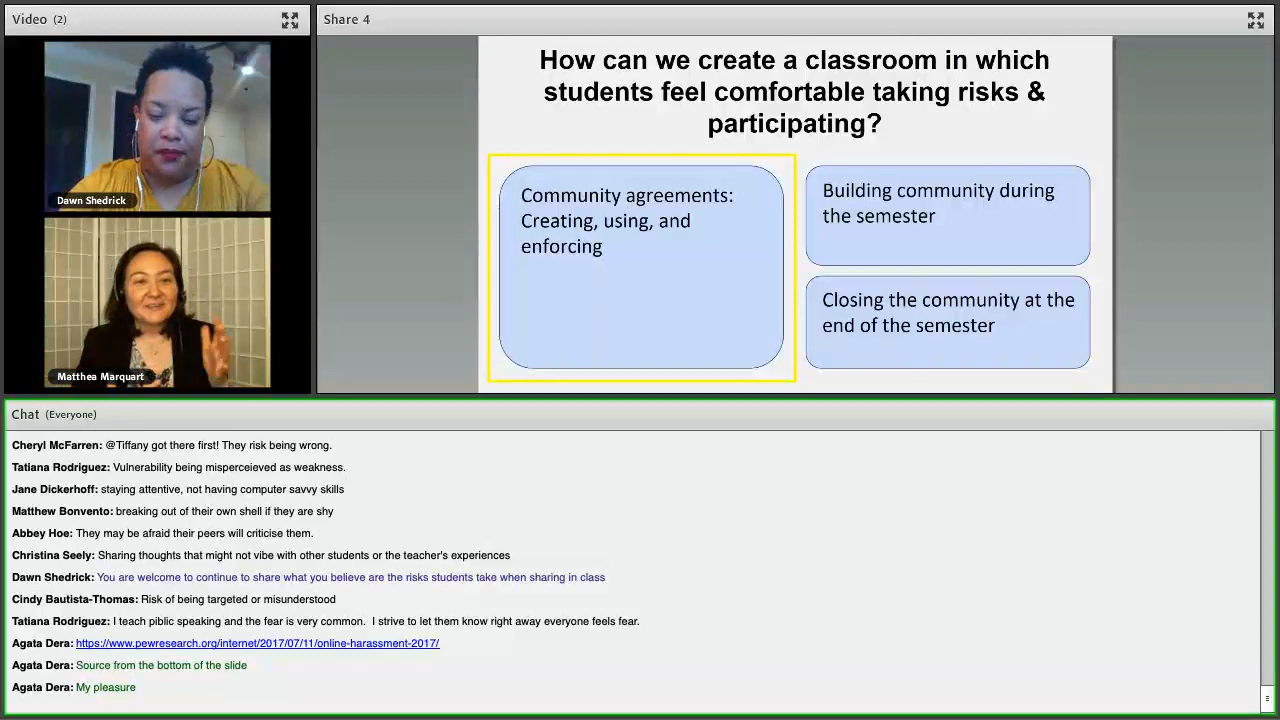 Video (2)
Dawn Shedrick
Matthea Marquart
Share 4
How can we create a classroom in which
students feel comfortable taking risks &
participating?
Community agreements:
Creating, using, and
enforcing
Building community during
the semester
Closing the community at the
end of the semester
Chat (Everyone)
Cheryl McFarren: @Tiffany got there first! They risk being wrong.
Tatiana Rodriguez: Vulnerability being misperceieved as weakness.
Jane Dickerhoff: staying attentive, not having computer savvy skills
Matthew Bonvento: breaking out of their own shell if they are shy
Abbey Hoe: They may be afraid their peers will criticise them.
Christina Seely: Sharing thoughts that might not vibe with other students or the teacher's experiences
Dawn Shedrick: You are welcome to continue to share what you believe are the risks students take when sharing in class
Cindy Bautista-Thomas: Risk of being targeted or misunderstood
Tatiana Rodriguez: I teach piblic speaking and the fear is very common.  I strive to let them know right away everyone feels fear.
Agata Dera: https://www.pewresearch.org/internet/2017/07/11/online-harassment-2017/
Agata Dera: Source from the bottom of the slide
Agata Dera: My pleasure